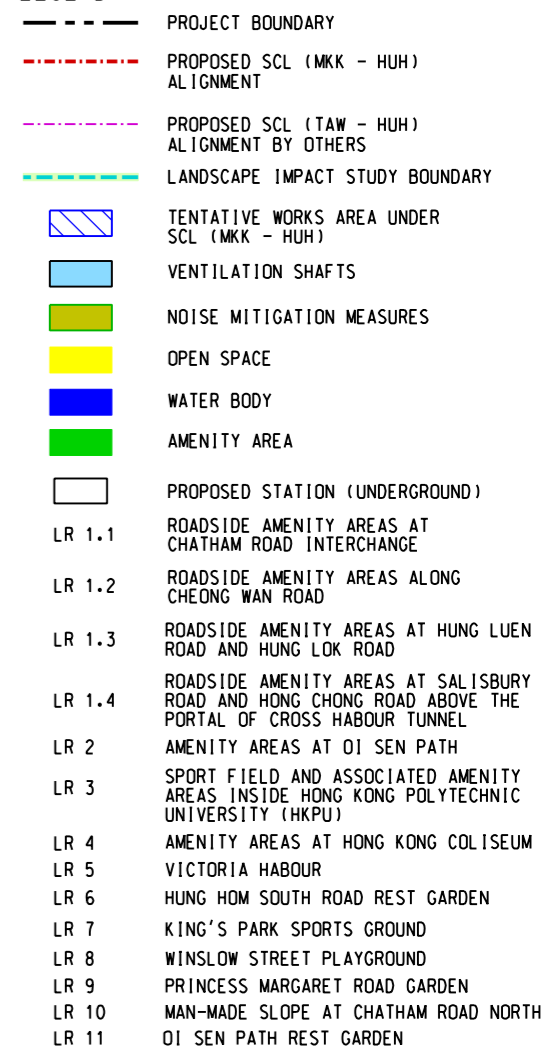 PROJECT BOUNDARY
PROPOSED SCL (MKK - HUH)
ALIGNMENT
PROPOSED SCL (TAW - HUH)
ALIGNMENT BY OTHERS
LANDSCAPE IMPACT STUDY BOUNDARY
TENTATIVE WORKS AREA UNDER
SCL (MKK - HUH)
VENTILATION SHAFTS
NOISE MITIGATION MEASURES
OPEN SPACE
WATER BODY
AMENITY AREA
PROPOSED STATION (UNDERGROUND)
LR 1.1 ROADSIDE AMENITY AREAS AT
CHATHAM ROAD INTERCHANGE
LR 1.2 ROADSIDE AMENITY AREAS ALONG
CHEONG WAN ROAD
LR 1.3 ROADSIDE AMENITY AREAS AT HUNG LUEN
ROAD AND HUNG LOK ROAD
LR 1.4 ROADSIDE AMENITY AREAS AT SALISBURY
ROAD AND HONG CHONG ROAD ABOVE THE
PORTAL OF CROSS HABOUR TUNNEL
LR 2 AMENITY AREAS AT OI SEN PATH
LR 3 SPORT FIELD AND ASSOCIATED AMENITY
AREAS INSIDE HONG KONG POLYTECHNIC
UNIVERSITY (HKPU)
LR 4 AMENITY AREAS AT HONG KONG COLISEUM
LR 5 VICTORIA HABOUR
LR 6 HUNG HOM SOUTH ROAD REST GARDEN
LR 7 KING'S PARK SPORTS GROUND
LR 8 WINSLOW STREET PLAYGROUND
LR 9 PRINCESS MARGARET ROAD GARDEN
LR 10 MAN-MADE SLOPE AT CHATHAM ROAD NORTH
LR 11 OI SEN PATH REST GARDEN